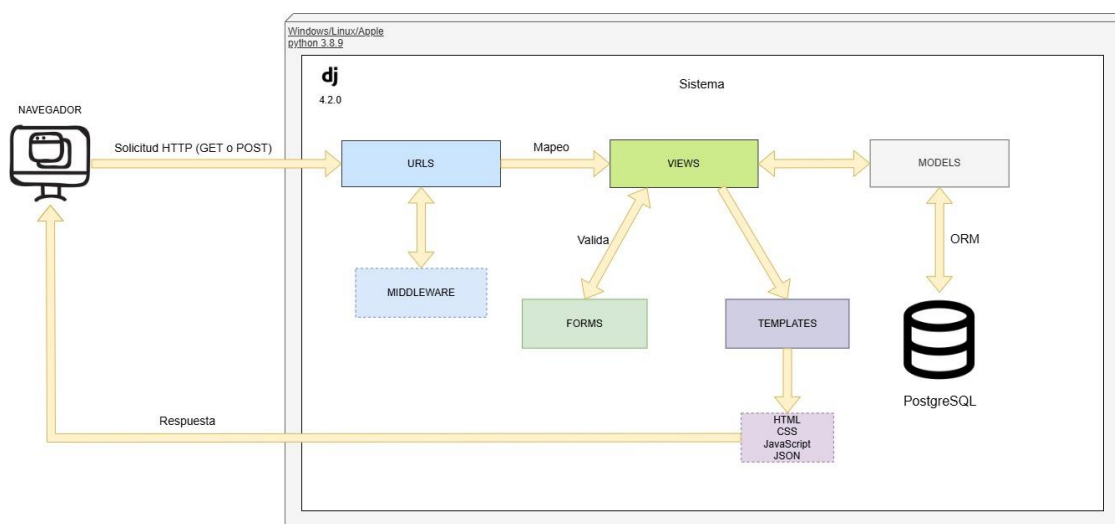 Windows/Linux/Apple
python 3.8.9
dj
4.2.0
Sistema
NAVEGADOR
Solicitud HTTP (GET o POST)
URLS
Mapeo
VIEWS
MODELS
Valida
ORM
MIDDLEWARE
FORMS
TEMPLATES
PostgreSQL
Respuesta
HTML
CSS
JavaScript
JSON